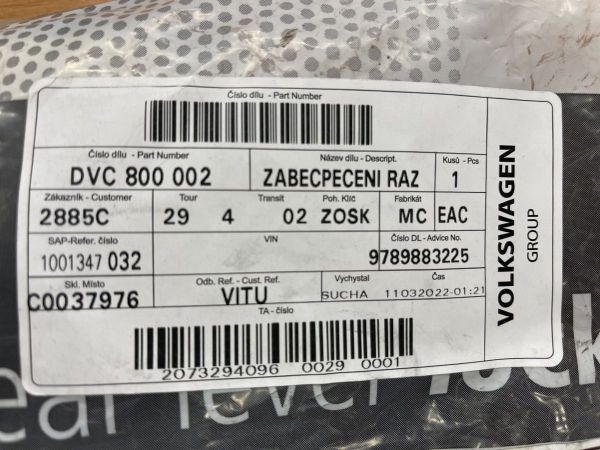 Číslo dílu - Part Number
Číslo dílu - Part Number
Název dílu - Descript.
Kusů - Pcs
DVC 800 002
ZABECPECENI RAZ
1
Zákazník - Customer
Tour
Transit
Poh. Klíč
Fabrikát
2885C
29 4
02
ZOSK
MC
EAC
SAP-Refer. číslo
VIN
Číslo DL - Advice No.
1001347 032
9789883225
Skl. Místo
Odb. Ref. - Cust. Ref.
Vychystal
Čas
C0037976
VITU
SUCHA
11032022-01:21
TA - číslo
2073294096 0029 0001
VOLKSWAGEN
GROUP
ear lever lock